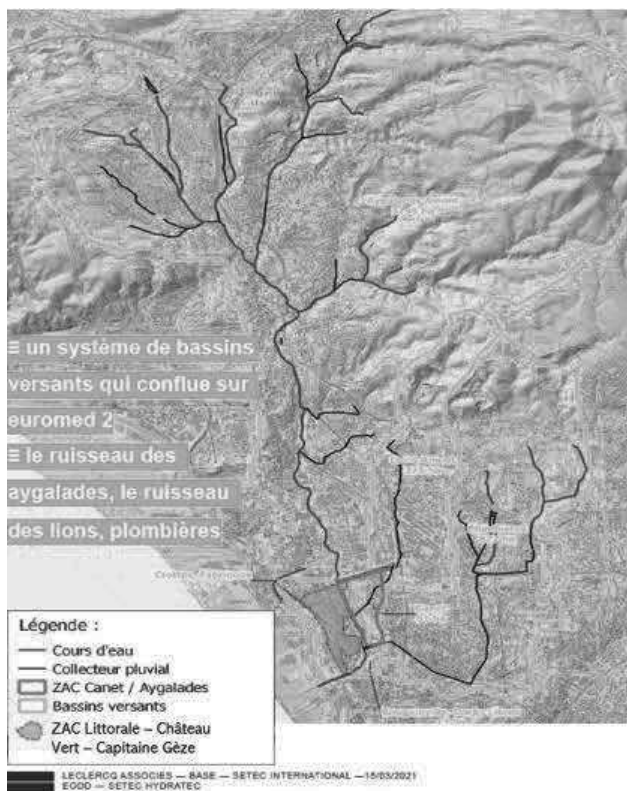 ≡ un système de bassins
versants qui conflue sur
euromed 2
≡ le ruisseau des
aygalades, le ruisseau
des lions, plombières
Légende :
Cours d'eau
Collecteur pluvial
ZAC Canet / Aygalades
Bassins versants
ZAC Littorale – Château
Vert – Capitaine Gèze
LECLERCQ ASSOCIES — BASE — SETEC INTERNATIONAL —15/03/2021
EGOD — SETEC HYDRATEC